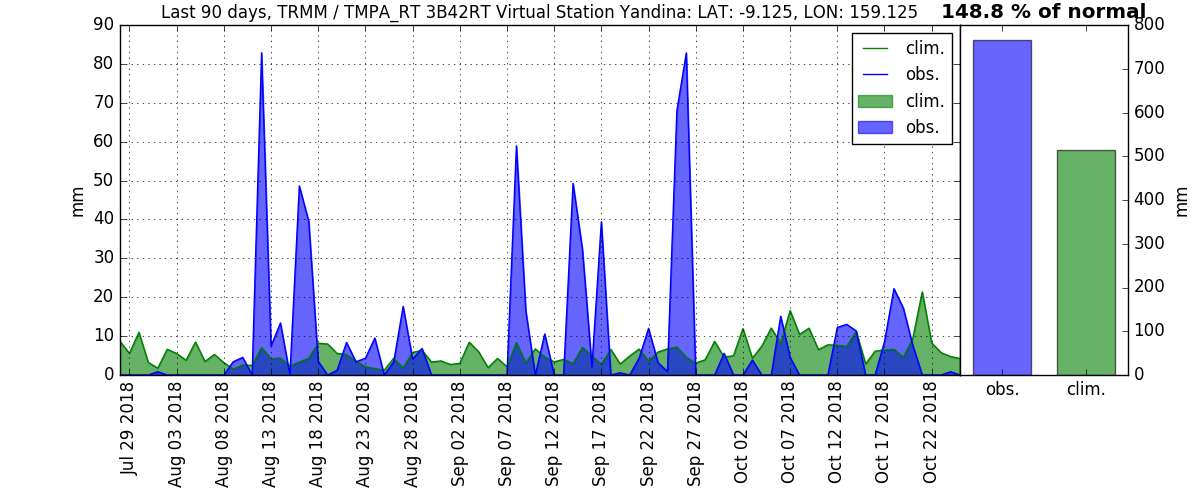 Last 90 days, TRMM / TMPA_RT 3B42RT Virtual Station Yandina: LAT: -9.125, LON: 159.125
148.8 % of normal
90
80
70
60
50
40
30
20
10
0
mm
clim.
obs.
clim.
obs.
800
700
600
500
400
300
200
100
0
mm
Jul 29 2018
Aug 03 2018
Aug 08 2018
Aug 13 2018
Aug 18 2018
Aug 23 2018
Aug 28 2018
Sep 02 2018
Sep 07 2018
Sep 12 2018
Sep 17 2018
Sep 22 2018
Sep 27 2018
Oct 02 2018
Oct 07 2018
Oct 12 2018
Oct 17 2018
Oct 22 2018
obs.
clim.